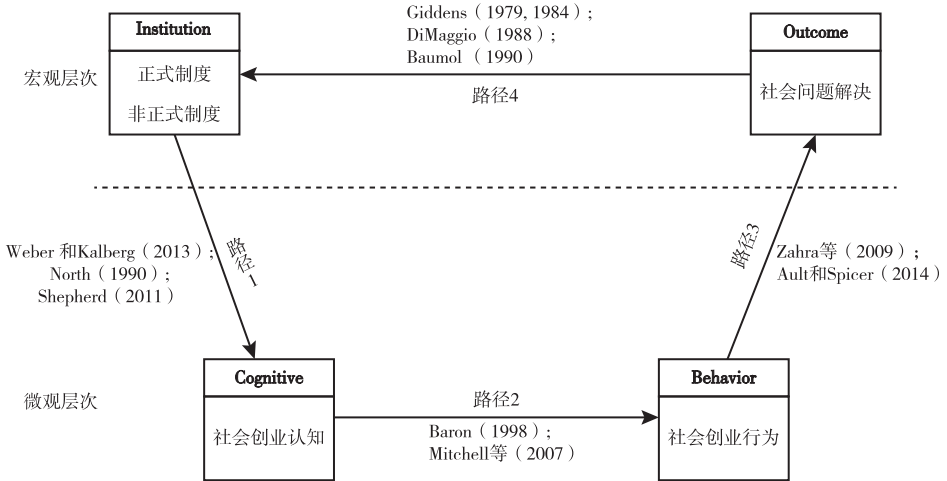 Giddens（1979, 1984）；
DiMaggio（1988）；
Baumol （1990）
Institution
正式制度
非正式制度
Outcome
社会问题解决
宏观层次
路径4
Weber 和Kalberg（2013）；
North（1990）；
Shepherd（2011）
路径1
路径3
Zahra等（2009）；
Ault和Spicer（2014）
微观层次
Cognitive
社会创业认知
路径2
Baron（1998）；
Mitchell等（2007）
Behavior
社会创业行为